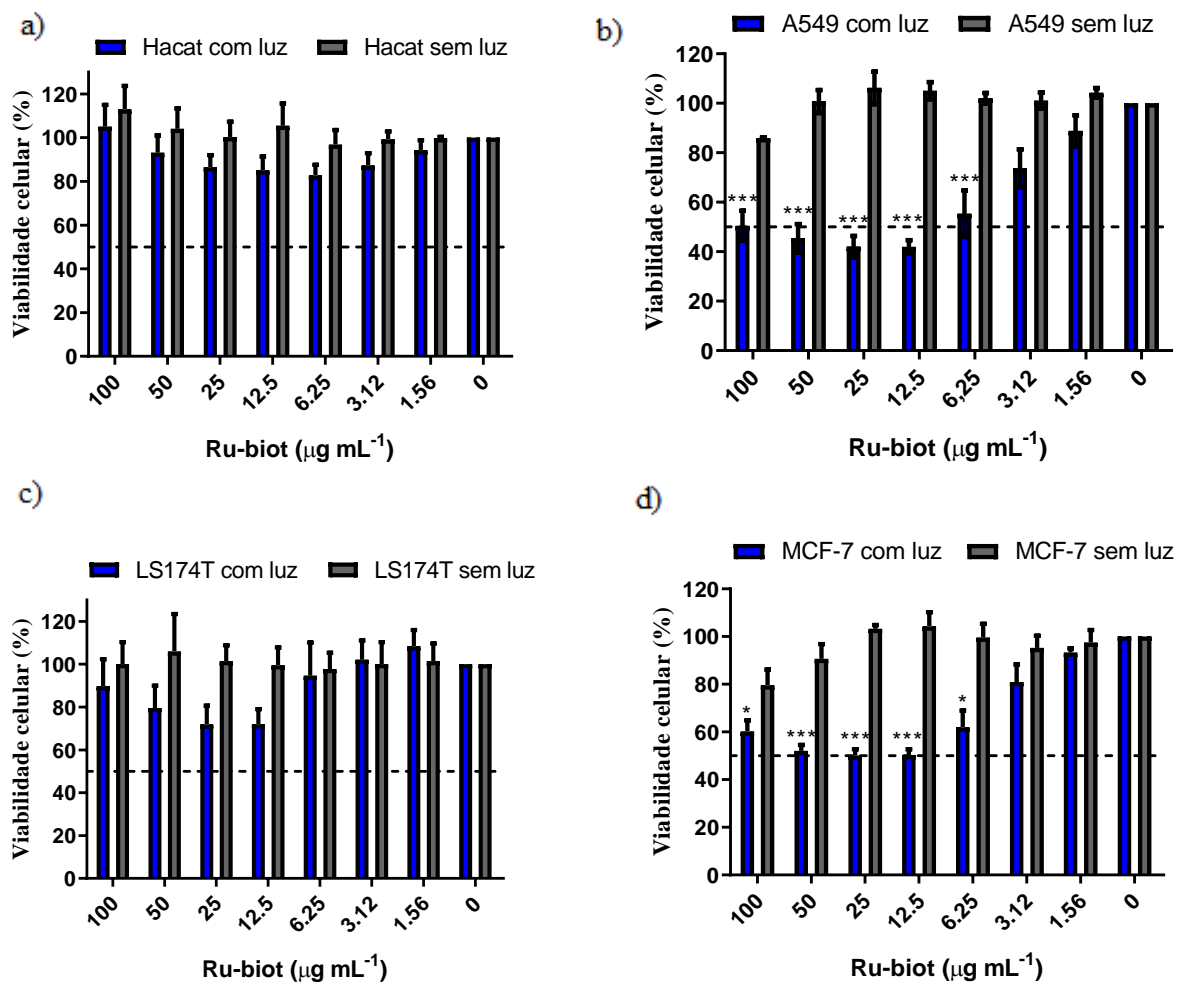 a)
Hacat com luz Hacat sem luz
Viabilidade celular (%)
120
100
80
60
40
20
0
100 50 25 12.5 6.25 3.12 1.56 0
Ru-biot (μg mL-1)
b)
A549 com luz A549 sem luz
Viabilidade celular (%)
120
100
80
60
40
20
0
*** *** *** *** ***
100 50 25 12.5 6,25 3.12 1.56 0
Ru-biot (μg mL-1)
c)
LS174T com luz LS174T sem luz
Viabilidade celular (%)
120
100
80
60
40
20
0
100 50 25 12.5 6.25 3.12 1.56 0
Ru-biot (μg mL-1)
d)
MCF-7 com luz MCF-7 sem luz
Viabilidade celular (%)
120
100
80
60
40
20
0
* *** *** *** *
100 50 25 12.5 6.25 3.12 1.56 0
Ru-biot (μg mL-1)